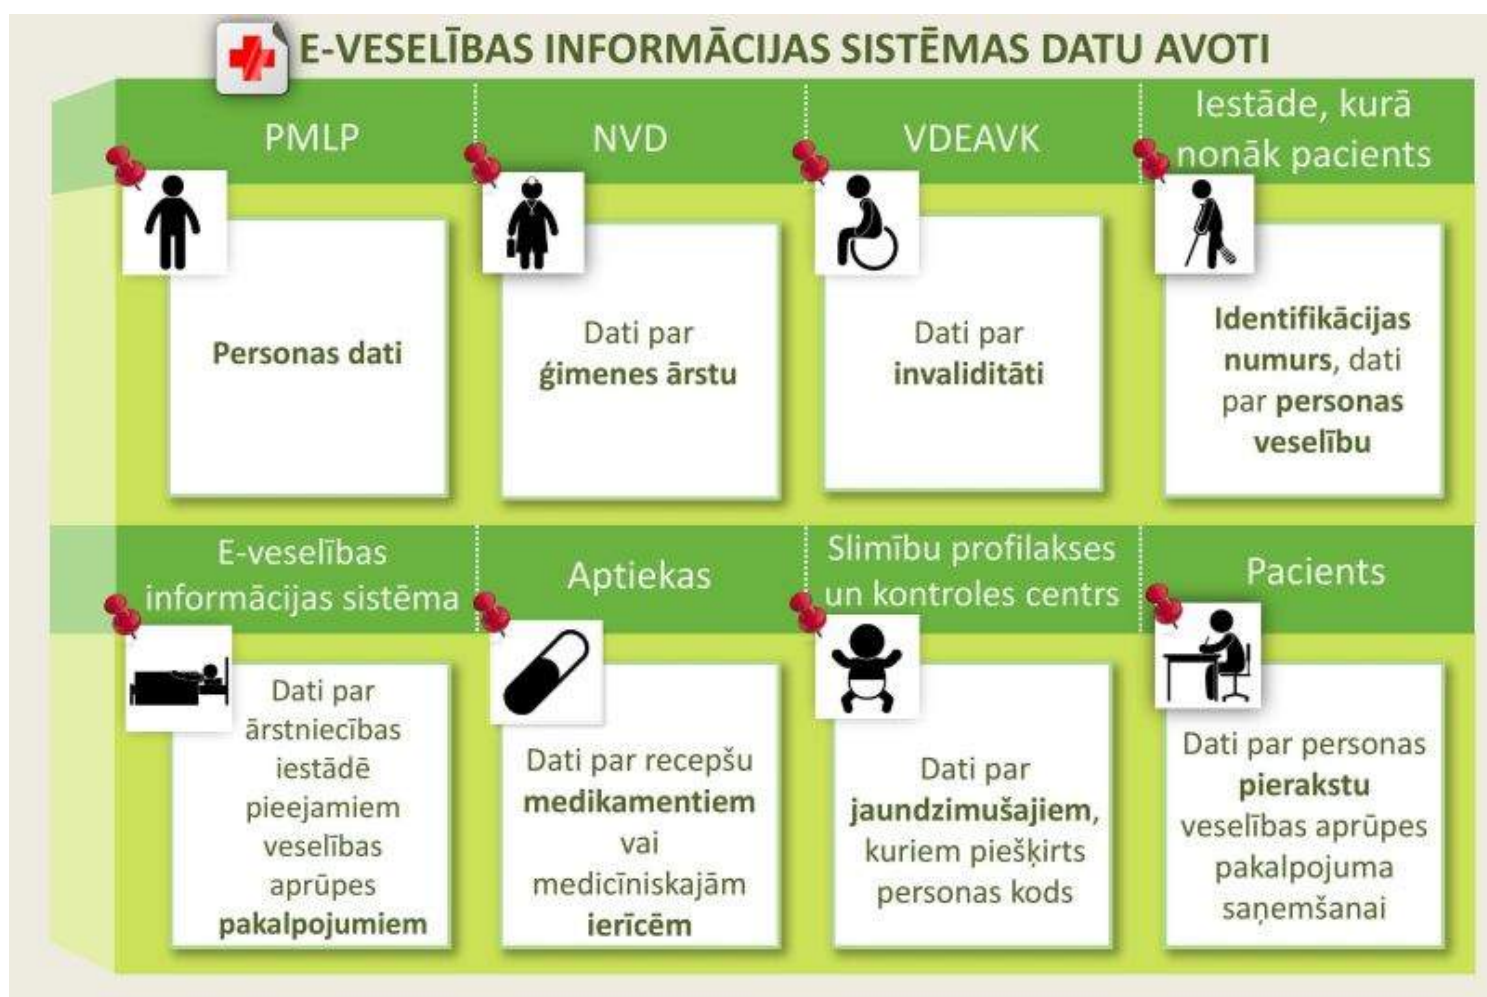 E-VESELĪBAS INFORMĀCIJAS SISTĒMAS DATU AVOTI
PMLP
Personas dati
NVD
Dati par
ģimenes ārstu
VDEAVK
Dati par
invaliditāti
Iestāde, kurā
nonāk pacients
Identifikācijas
numurs, dati
par personas
veselību
E-veselības
informācijas sistēma
Dati par
ārstniecības
iestādē
pieejamiem
veselības
aprūpes
pakalpojumiem
Aptiekas
Dati par recepšu
medikamentiem
vai
medicīniskajām
ierīcēm
Slimību profilakses
un kontroles centrs
Dati par
jaundzimušajiem,
kuriem piešķirts
personas kods
Pacients
Dati par personas
pierakstu
veselības aprūpes
pakalpojuma
saņemšanai